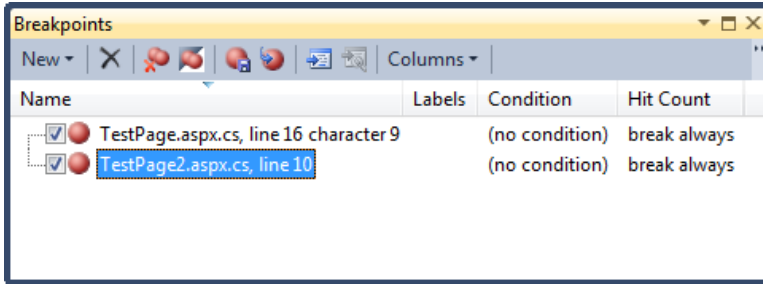 Breakpoints
New Columns
Name Labels Condition Hit Count
TestPage.aspx.cs, line 16 character 9 (no condition) break always
TestPage2.aspx.cs, line 10 (no condition) break always